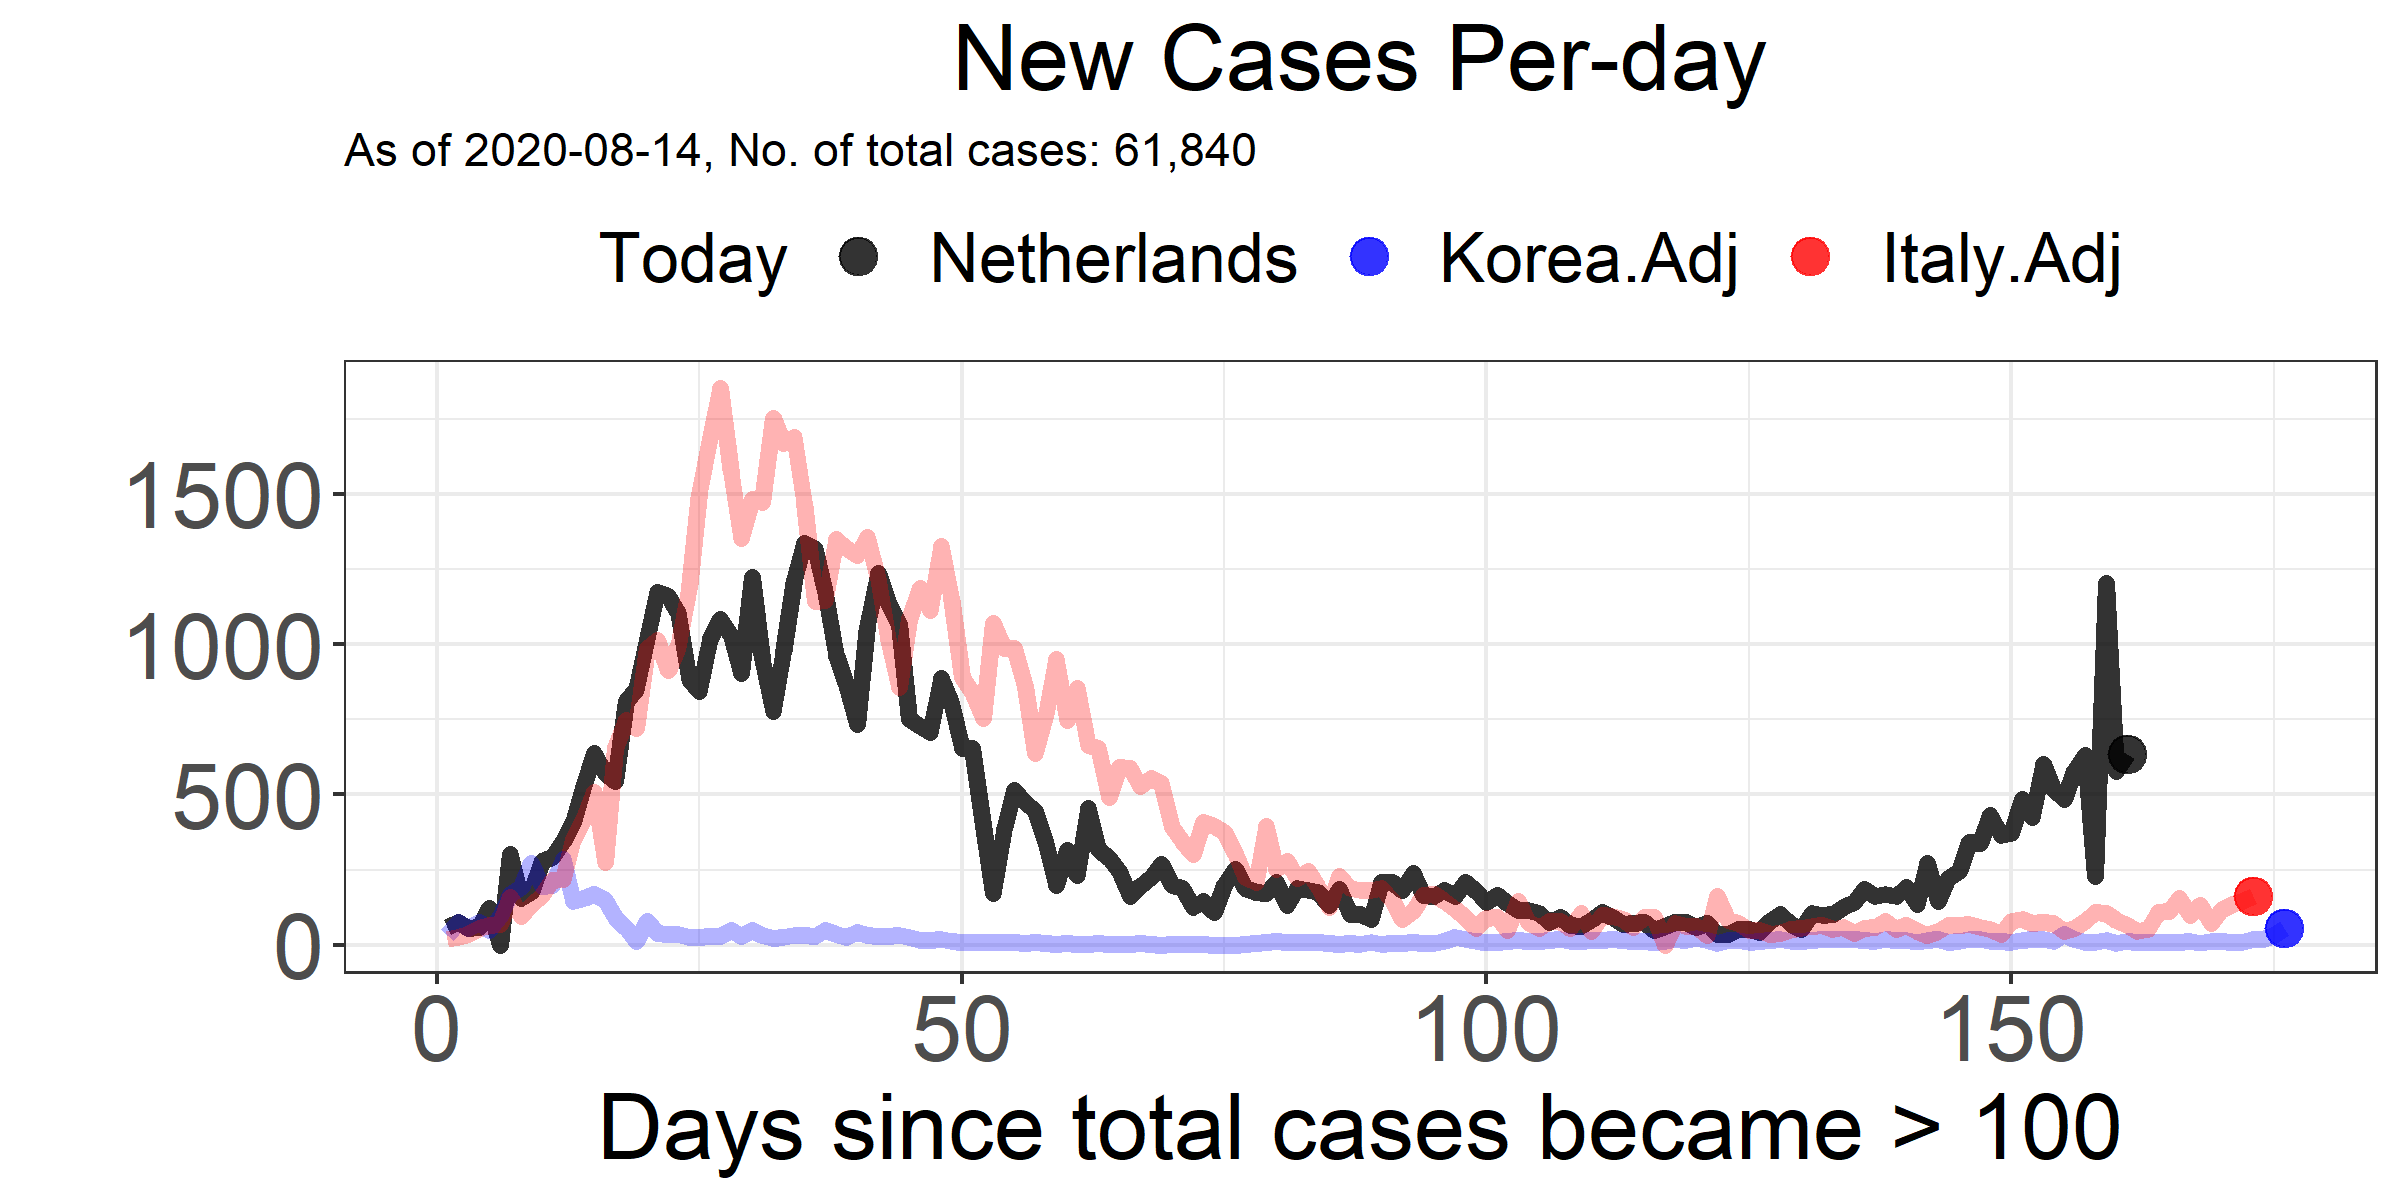 New Cases Per-day
As of 2020-08-14, No. of total cases: 61,840
Today Netherlands Korea.Adj Italy.Adj
1500
1000
500
0
0 50 100 150
Days since total cases became > 100